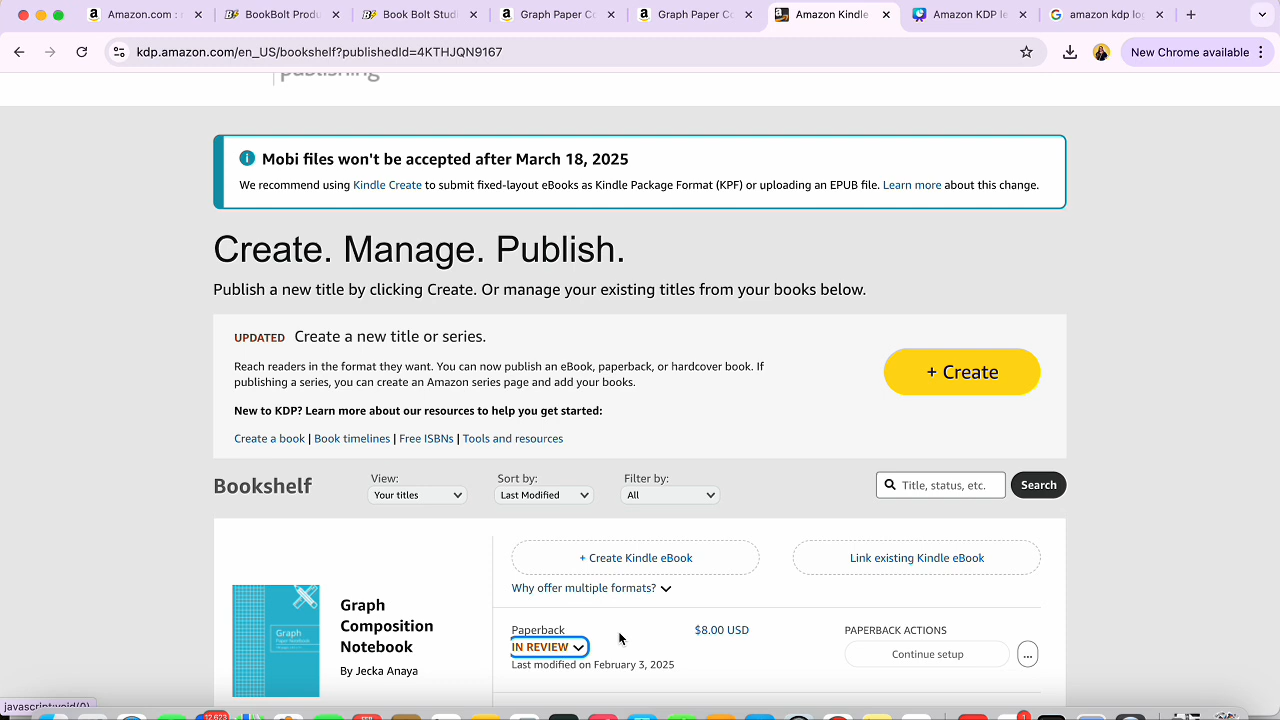 Amazon.com :
BookBolt Produ
Book Bolt Studi
Graph Paper Co
Graph Paper Co
Amazon Kindle
Amazon KDP le
amazon kdp lo
kdp.amazon.com/en_US/bookshelf?publishedId=4KTHJQN9167
New Chrome available
publishing
Mobi files won't be accepted after March 18, 2025
We recommend using Kindle Create to submit fixed-layout eBooks as Kindle Package Format (KPF) or uploading an EPUB file. Learn more about this change.
Create. Manage. Publish.
Publish a new title by clicking Create. Or manage your existing titles from your books below.
UPDATED Create a new title or series.
Reach readers in the format they want. You can now publish an eBook, paperback, or hardcover book. If
publishing a series, you can create an Amazon series page and add your books.
+ Create
New to KDP? Learn more about our resources to help you get started:
Create a book | Book timelines | Free ISBNs | Tools and resources
Bookshelf
View:
Your titles
Sort by:
Last Modified
Filter by:
All
Title, status, etc.
Search
+ Create Kindle eBook
Link existing Kindle eBook
Why offer multiple formats?
Graph
Composition
Notebook
By Jecka Anaya
Graph
Paper Notebook
Paperback
IN REVIEW
Last modified on February 3, 2025
$8.00 USD
PAPERBACK ACTIONS
Continue setup
...
javascript:void(0)
12,623
FEB
1